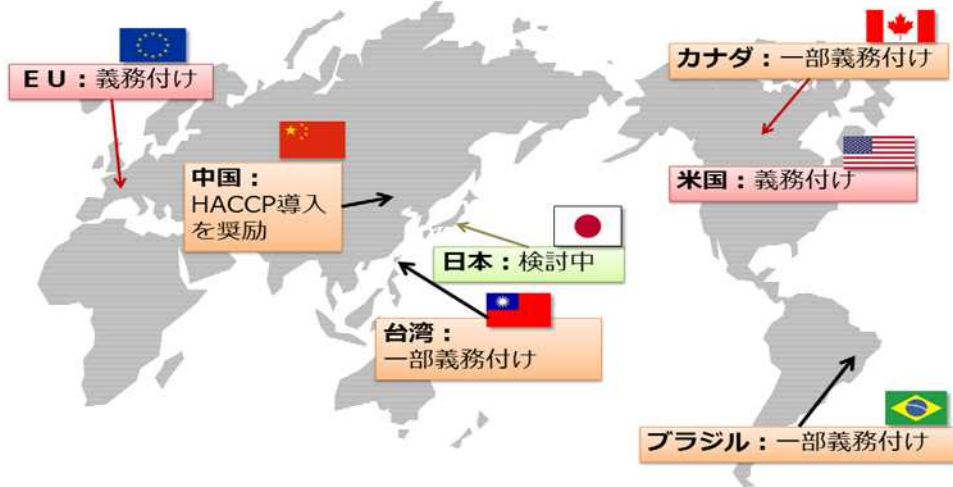 カナダ：一部義務付け
ＥＵ：義務付け
中国：
HACCP導入
を奨励
米国：義務付け
日本：検討中
台湾：
一部義務付け
ブラジル：一部義務付け